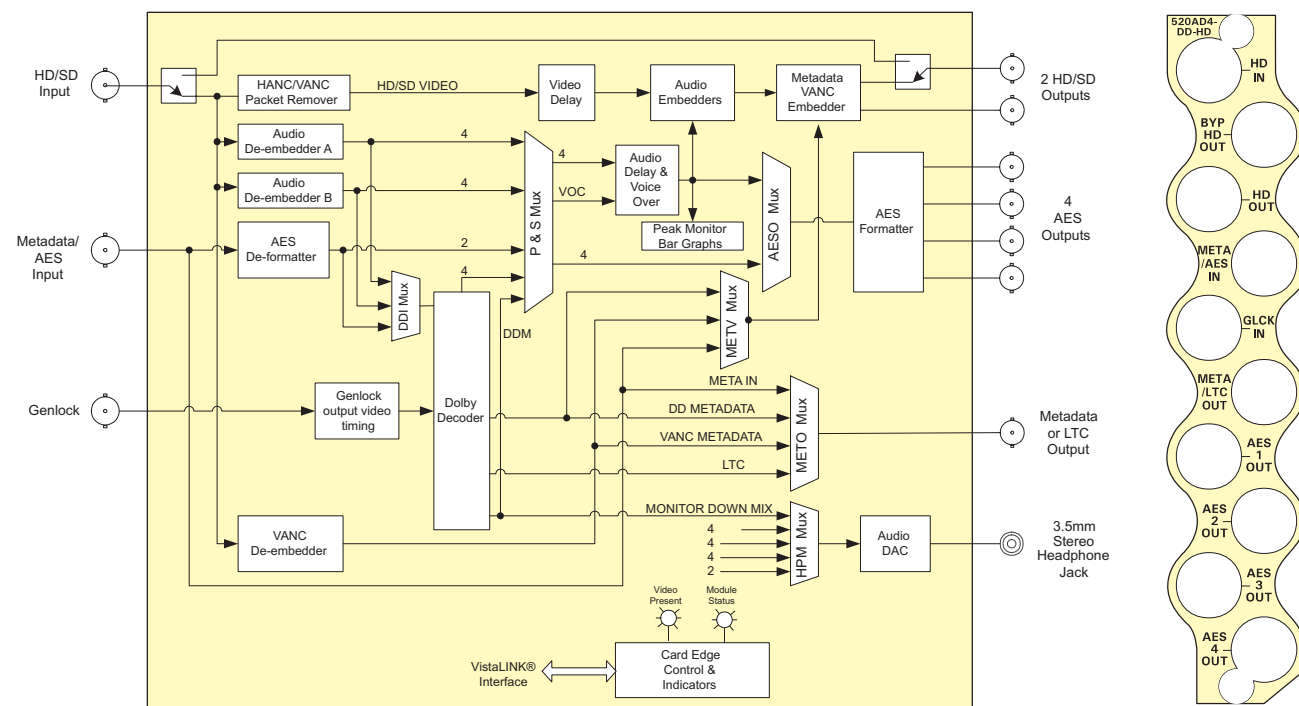 HD/SD
Input
HANC/VANC
Packet Remover
HD/SD VIDEO
Video
Delay
Audio
Embedders
Metadata
VANC
Embedder
2 HD/SD
Outputs
Audio
De-embedder A
4
Audio
De-embedder B
4
P & S Mux
4
VOC
Audio
Delay &
Voice
Over
Peak Monitor
Bar Graphs
AESO Mux
AES
Formatter
4
AES
Outputs
Metadata/
AES
Input
AES
De-formatter
2
4
4
DDI Mux
DDM
METV Mux
Genlock
Genlock
output video
timing
Dolby
Decoder
META IN
DD METADATA
VANC METADATA
LTC
METO Mux
Metadata
or LTC
Output
VANC
De-embedder
MONITOR DOWN MIX
4
4
4
2
HPM Mux
Audio
DAC
3.5mm
Stereo
Headphone
Jack
Video
Present
Module
Status
VistaLINK®
Interface
Card Edge
Control &
Indicators
520AD4-
DD-HD
HD
IN
BYP
HD
OUT
HD
OUT
META
/AES
IN
GLCK
IN
META
/LTC
OUT
AES
1
OUT
AES
2
OUT
AES
3
OUT
AES
4
OUT